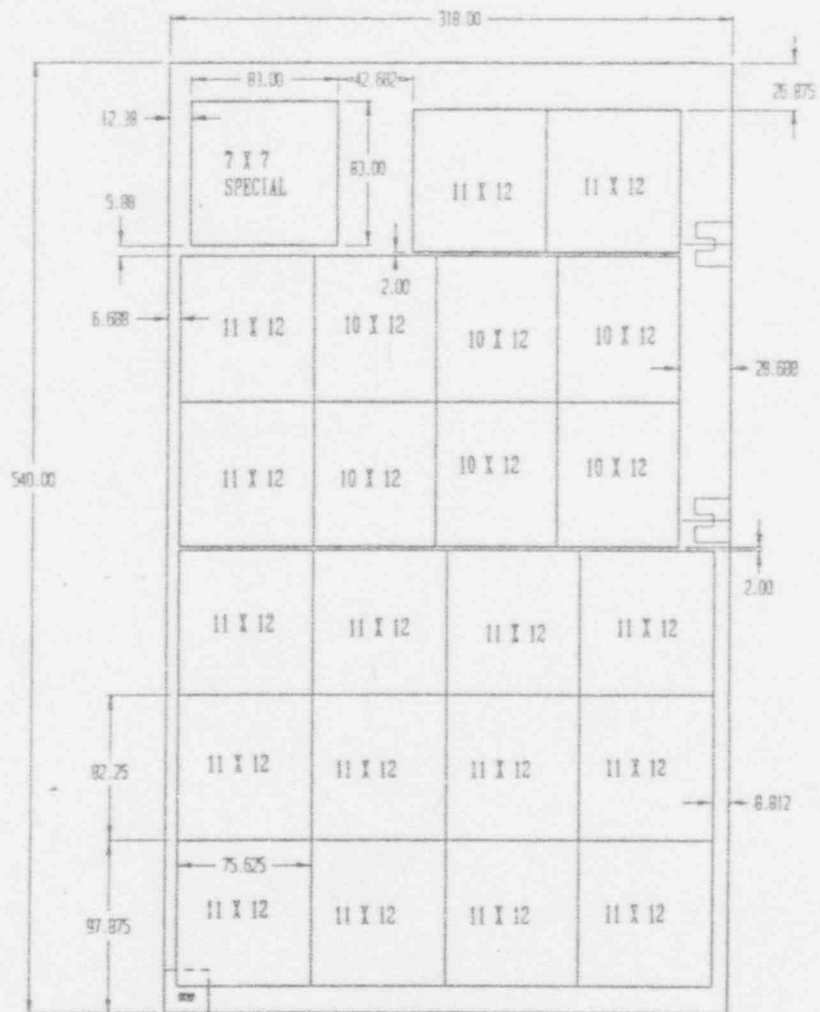 318.00
83.00
42.682
26.875
12.38
7 X 7
SPECIAL
83.00
11 X 12
11 X 12
5.88
2.00
6.688
11 X 12
10 X 12
10 X 12
10 X 12
28.688
540.00
11 X 12
10 X 12
10 X 12
10 X 12
2.00
11 X 12
11 X 12
11 X 12
11 X 12
82.25
11 X 12
11 X 12
11 X 12
11 X 12
8.812
75.625
97.875
11 X 12
11 X 12
11 X 12
11 X 12